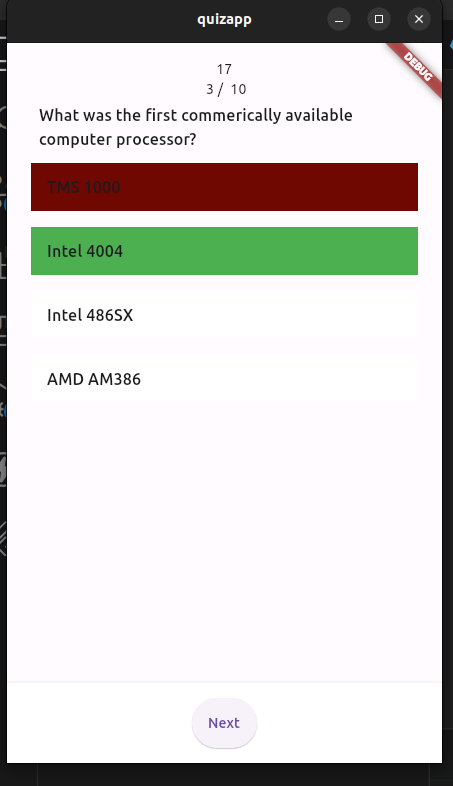 quizapp
DEBUG
17
3 / 10
What was the first commerically available
computer processor?
TMS 1000
Intel 4004
Intel 486SX
AMD AM386
Next